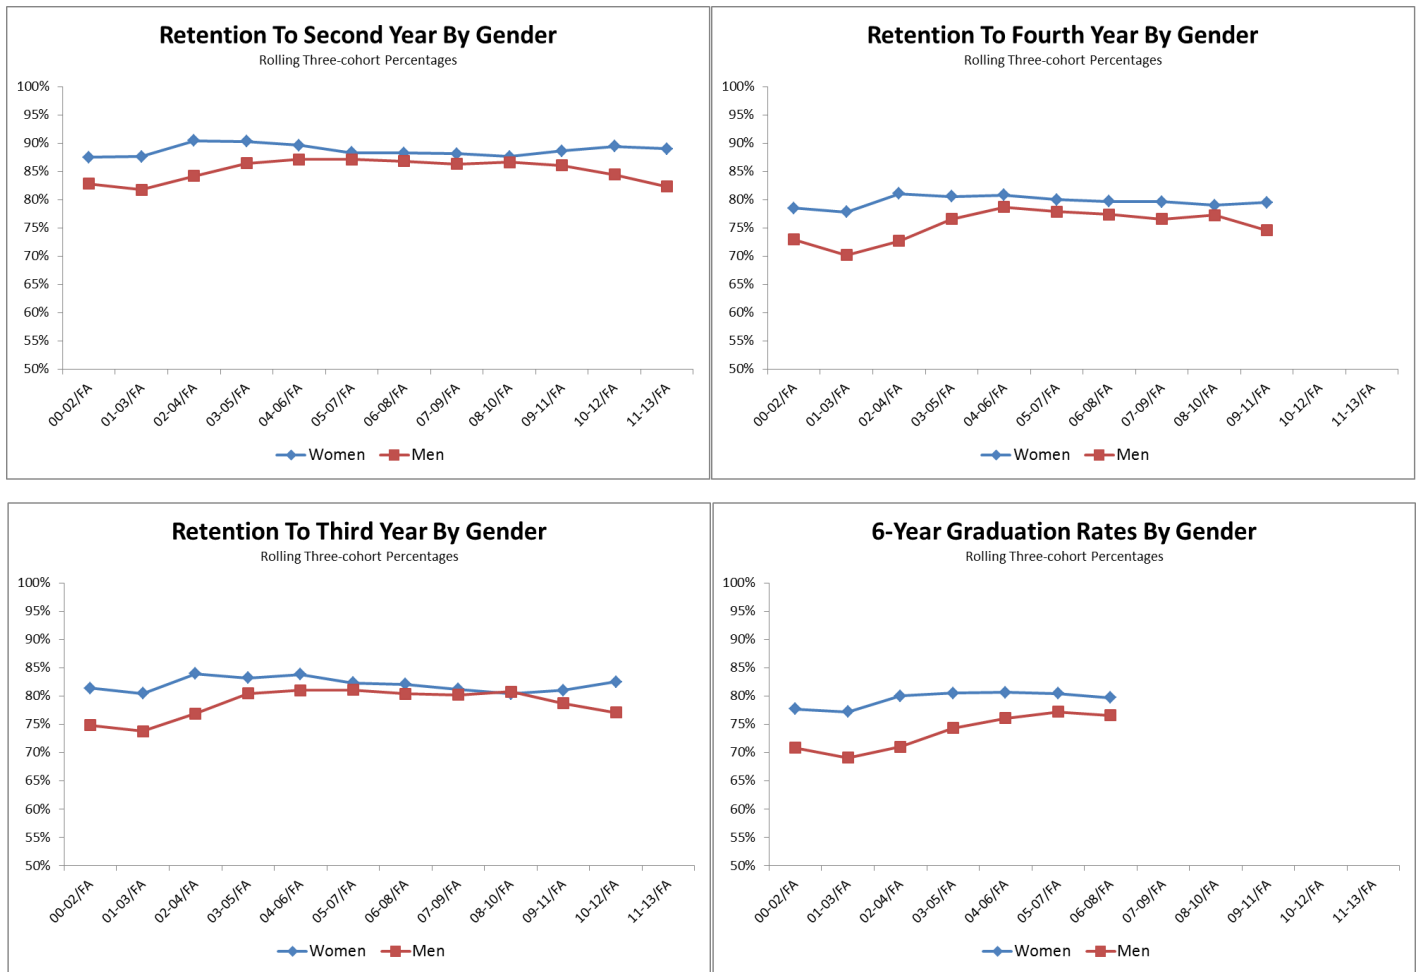 Retention To Second Year By Gender
Rolling Three-cohort Percentages
100%
95%
90%
85%
80%
75%
70%
65%
60%
55%
50%
00-02/FA
01-03/FA
02-04/FA
03-05/FA
04-06/FA
05-07/FA
06-08/FA
07-09/FA
08-10/FA
09-11/FA
10-12/FA
11-13/FA
Women Men
Retention To Fourth Year By Gender
Rolling Three-cohort Percentages
100%
95%
90%
85%
80%
75%
70%
65%
60%
55%
50%
00-02/FA
01-03/FA
02-04/FA
03-05/FA
04-06/FA
05-07/FA
06-08/FA
07-09/FA
08-10/FA
09-11/FA
10-12/FA
11-13/FA
Women Men
Retention To Third Year By Gender
Rolling Three-cohort Percentages
100%
95%
90%
85%
80%
75%
70%
65%
60%
55%
50%
00-02/FA
01-03/FA
02-04/FA
03-05/FA
04-06/FA
05-07/FA
06-08/FA
07-09/FA
08-10/FA
09-11/FA
10-12/FA
11-13/FA
Women Men
6-Year Graduation Rates By Gender
Rolling Three-cohort Percentages
100%
95%
90%
85%
80%
75%
70%
65%
60%
55%
50%
00-02/FA
01-03/FA
02-04/FA
03-05/FA
04-06/FA
05-07/FA
06-08/FA
07-09/FA
08-10/FA
09-11/FA
10-12/FA
11-13/FA
Women Men